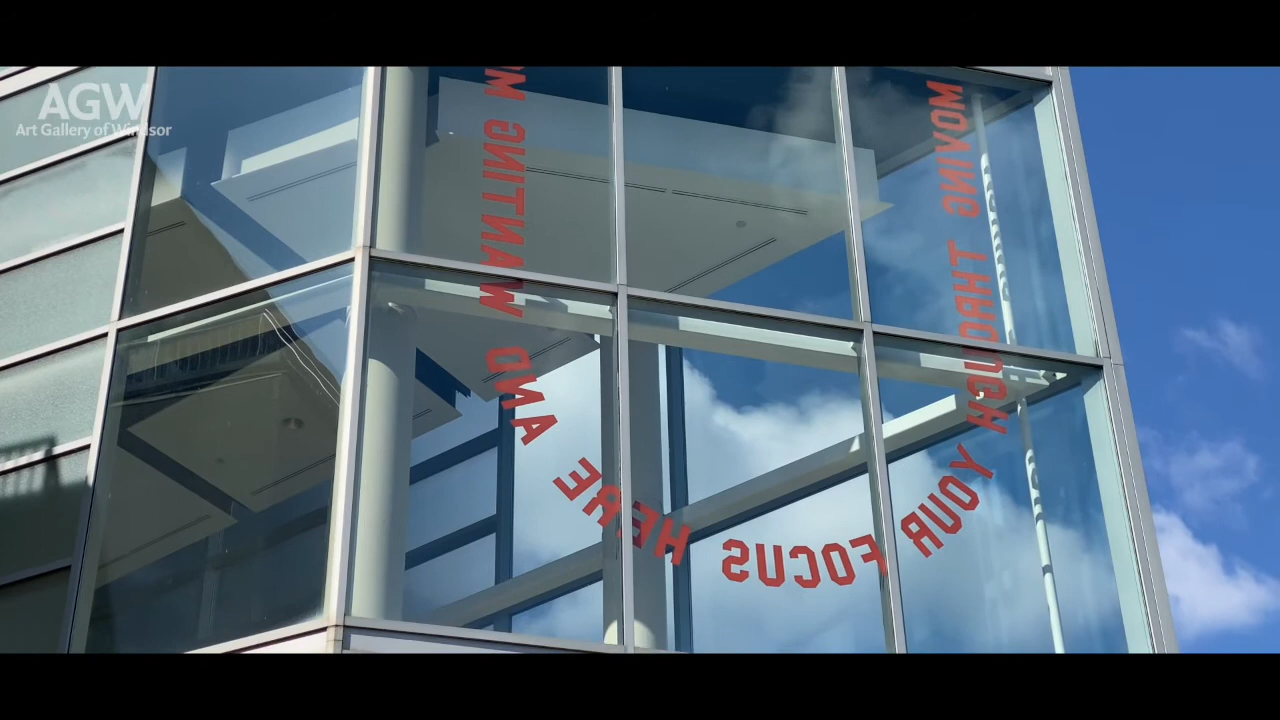 AGW
Art Gallery of Windsor
MOVING THROUGH YOUR FOCUS HERE AND WANTING